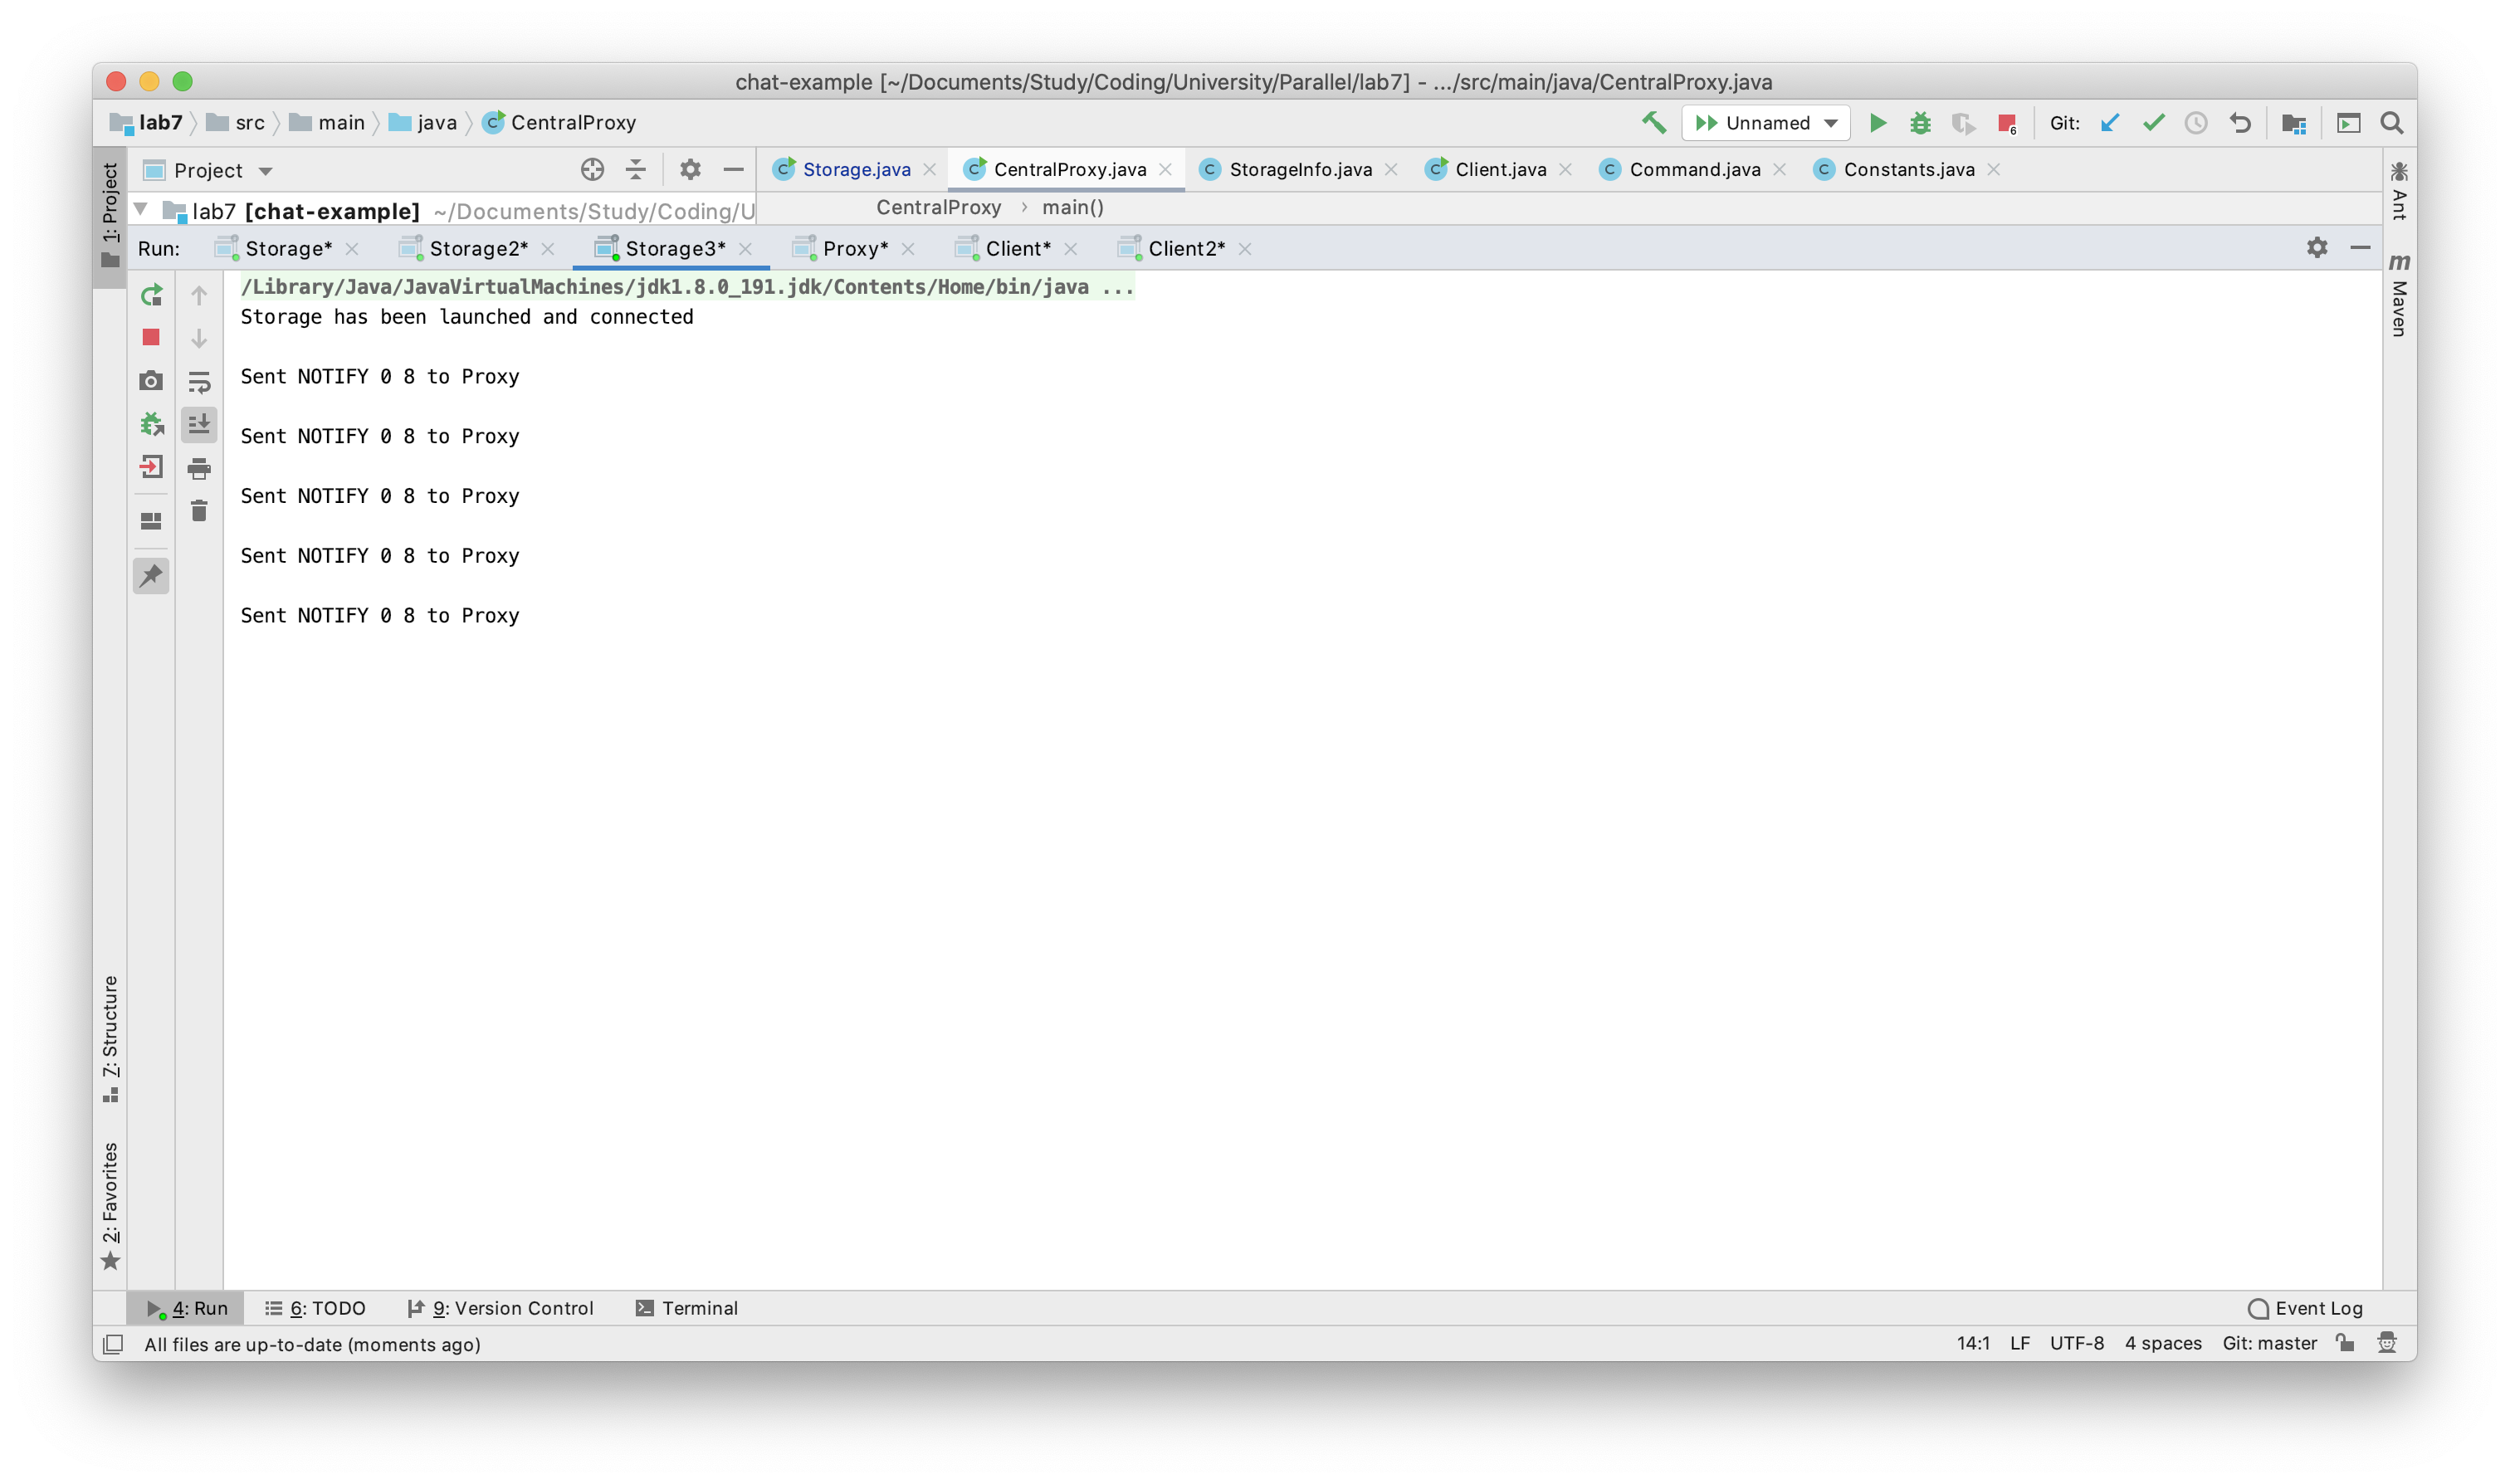 chat-example [~/Documents/Study/Coding/University/Parallel/lab7] - .../src/main/java/CentralProxy.java
lab7 src main java CentralProxy
Unnamed
6
Git:
1: Project
Project
Storage.java CentralProxy.java StorageInfo.java Client.java Command.java Constants.java
lab7 [chat-example] ~/Documents/Study/Coding/U
CentralProxy › main()
Ant
Maven
Run: Storage* Storage2* Storage3* Proxy* Client* Client2*
/Library/Java/JavaVirtualMachines/jdk1.8.0_191.jdk/Contents/Home/bin/java ...
Storage has been launched and connected
Sent NOTIFY 0 8 to Proxy
Sent NOTIFY 0 8 to Proxy
Sent NOTIFY 0 8 to Proxy
Sent NOTIFY 0 8 to Proxy
Sent NOTIFY 0 8 to Proxy
7: Structure
2: Favorites
4: Run 6: TODO 9: Version Control Terminal Event Log
All files are up-to-date (moments ago) 14:1 LF UTF-8 4 spaces Git: master